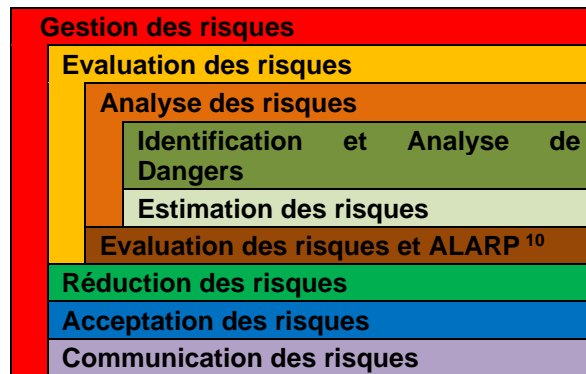 Gestion des risques
Evaluation des risques
Analyse des risques
Identification et Analyse de
Dangers
Estimation des risques
Evaluation des risques et ALARP 10
Réduction des risques
Acceptation des risques
Communication des risques